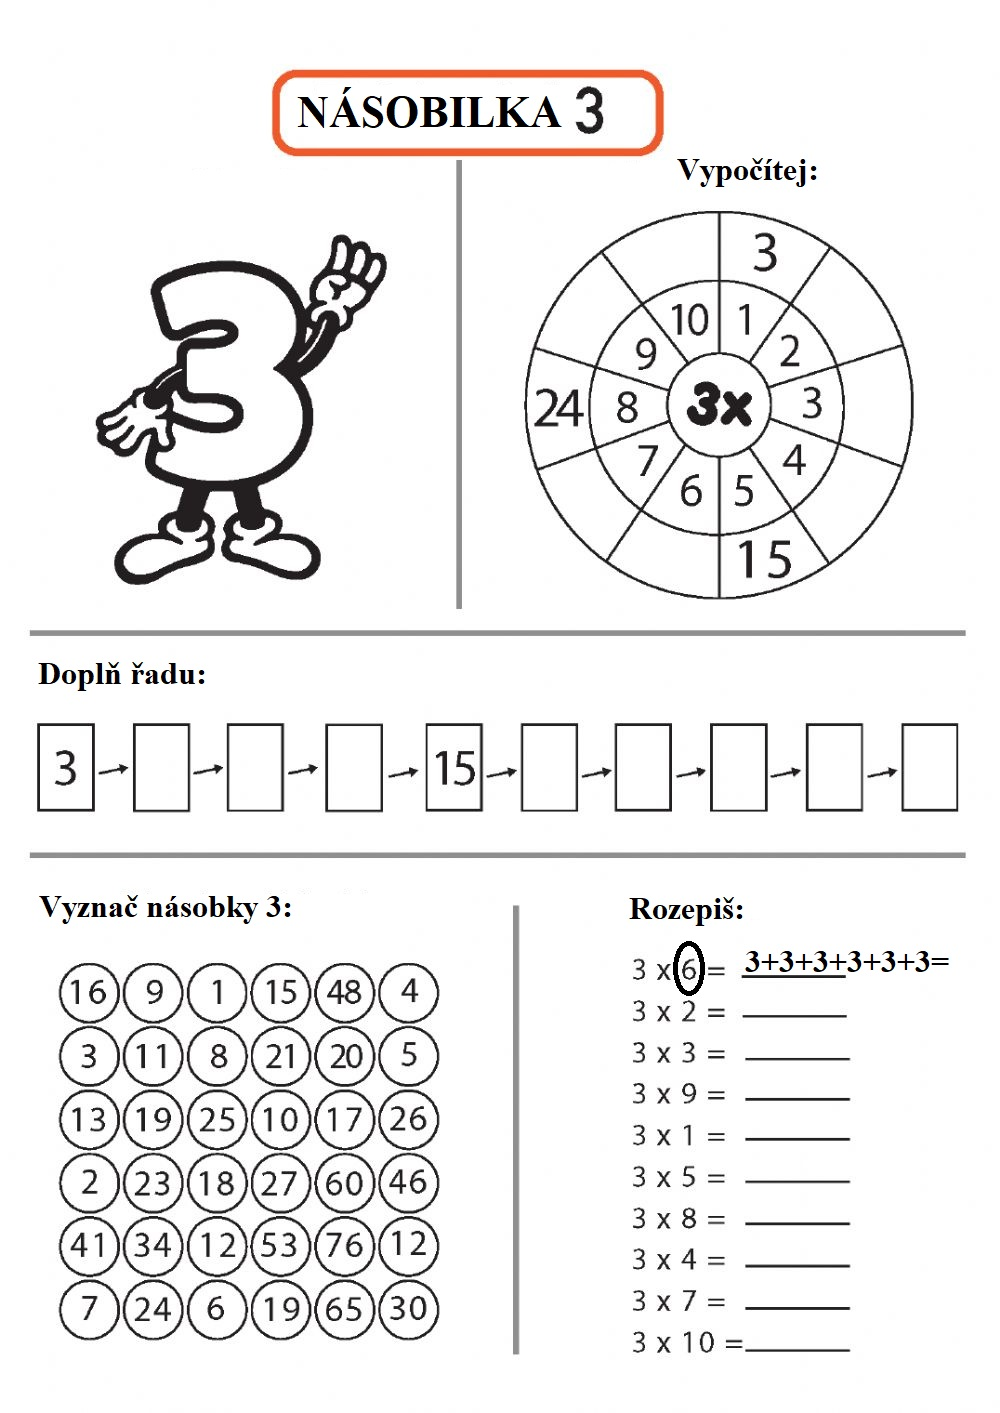 NÁSOBILKA 3
Vypočítej:
3
10 1
9 2
24 8 3x 3
7 4
6 5
15
Doplň řadu:
3 15
Vyznač násobky 3:
16 9 1 15 48 4
3 11 8 21 20 5
13 19 25 10 17 26
2 23 18 27 60 46
41 34 12 53 76 12
7 24 6 19 65 30
Rozepiš:
3 x 6 = 3+3+3+3+3+3=
3 x 2 =
3 x 3 =
3 x 9 =
3 x 1 =
3 x 5 =
3 x 8 =
3 x 4 =
3 x 7 =
3 x 10 =